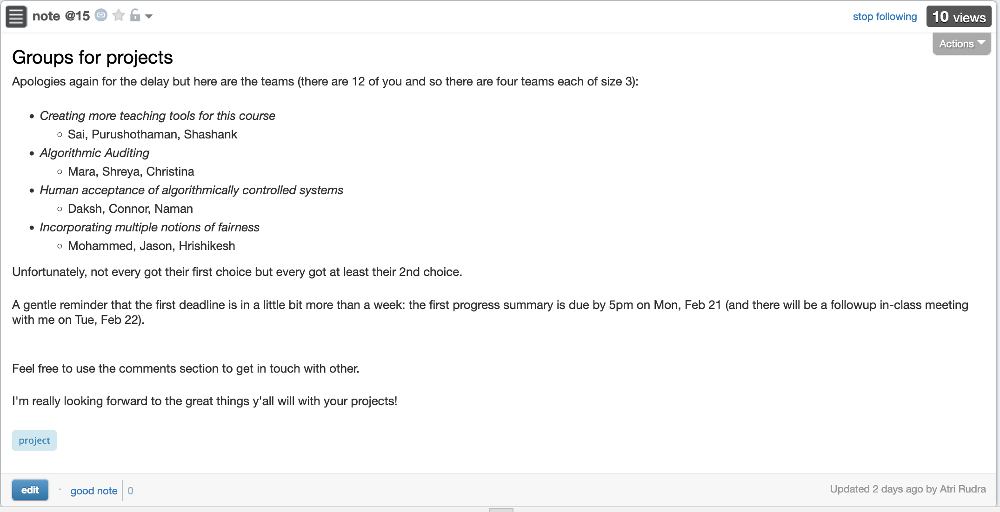 note @15
stop following
10 views
Actions
Groups for projects
Apologies again for the delay but here are the teams (there are 12 of you and so there are four teams each of size 3):
Creating more teaching tools for this course
Sai, Purushothaman, Shashank
Algorithmic Auditing
Mara, Shreya, Christina
Human acceptance of algorithmically controlled systems
Daksh, Connor, Naman
Incorporating multiple notions of fairness
Mohammed, Jason, Hrishikesh
Unfortunately, not every got their first choice but every got at least their 2nd choice.
A gentle reminder that the first deadline is in a little bit more than a week: the first progress summary is due by 5pm on Mon, Feb 21 (and there will be a followup in-class meeting
with me on Tue, Feb 22).
Feel free to use the comments section to get in touch with other.
I'm really looking forward to the great things y'all will with your projects!
project
edit · good note 0
Updated 2 days ago by Atri Rudra